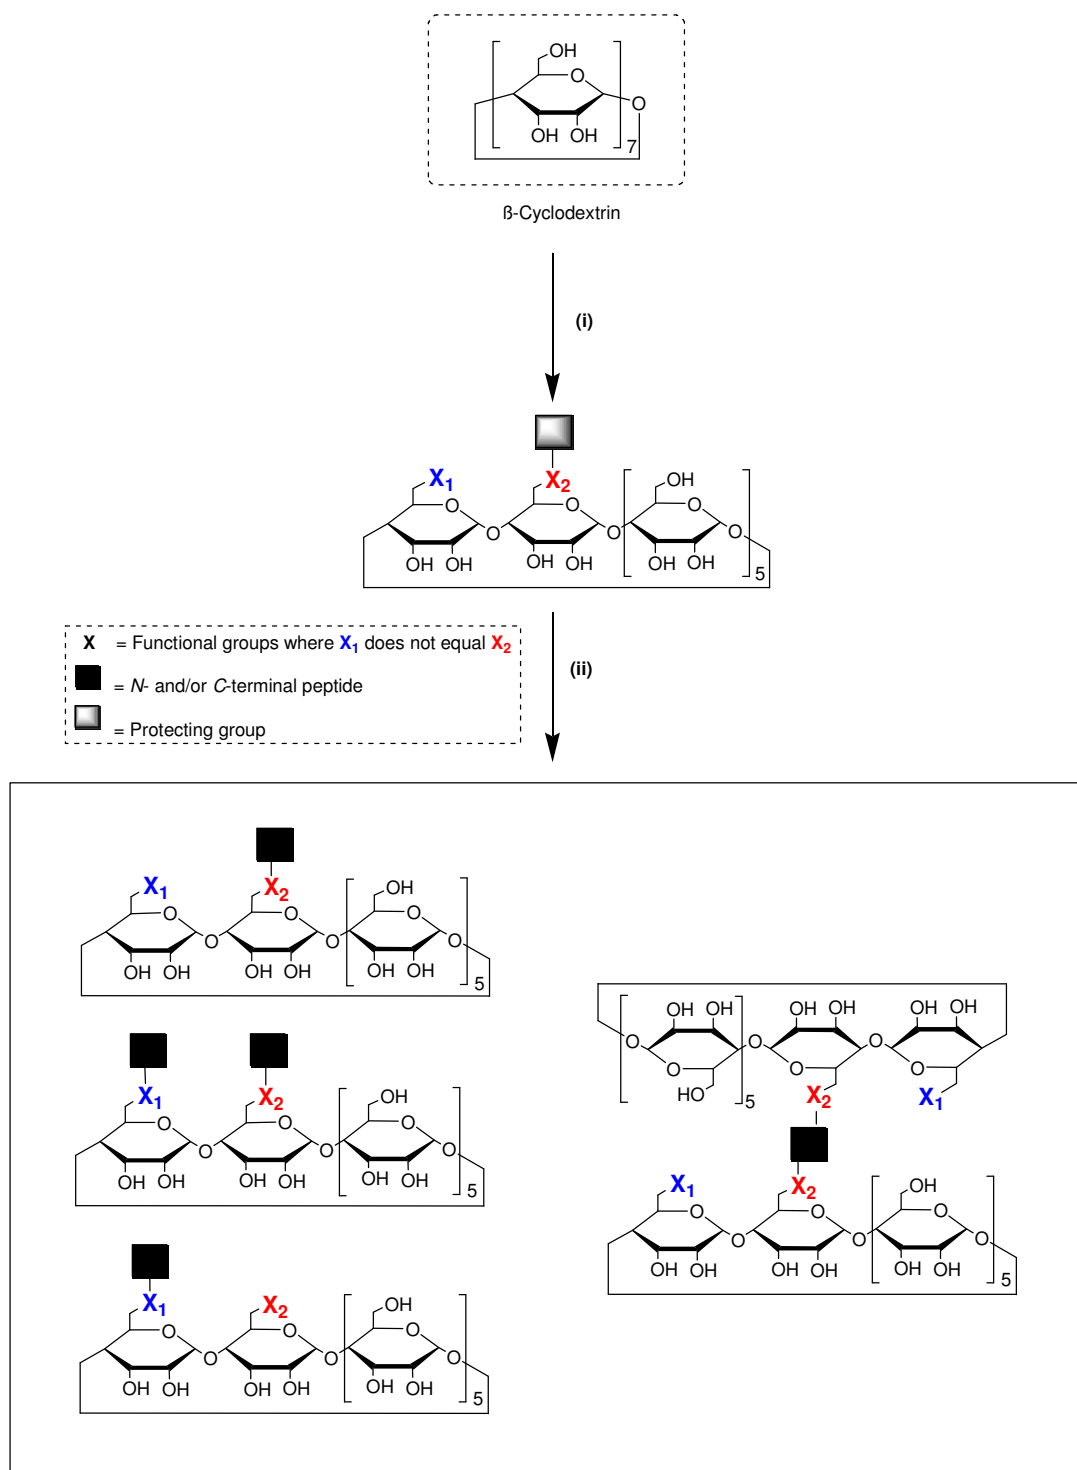 OH
O
O
OH OH
7
ß-Cyclodextrin
(i)
X1 X2 OH
O O O
O O O
OH OH OH OH OH OH
5
X = Functional groups where X1 does not equal X2
= N- and/or C-terminal peptide
= Protecting group
(ii)
X1 X2 OH
O O O
O O O
OH OH OH OH OH OH
5
X1 X2 OH
O O O
O O O
OH OH OH OH OH OH
5
X1 X2 OH
O O O
O O O
OH OH OH OH OH OH
5
OH OH OH OH OH OH
O O O
O O O
HO 5 X2 X1
X1 X2 OH
O O O
O O O
OH OH OH OH OH OH
5